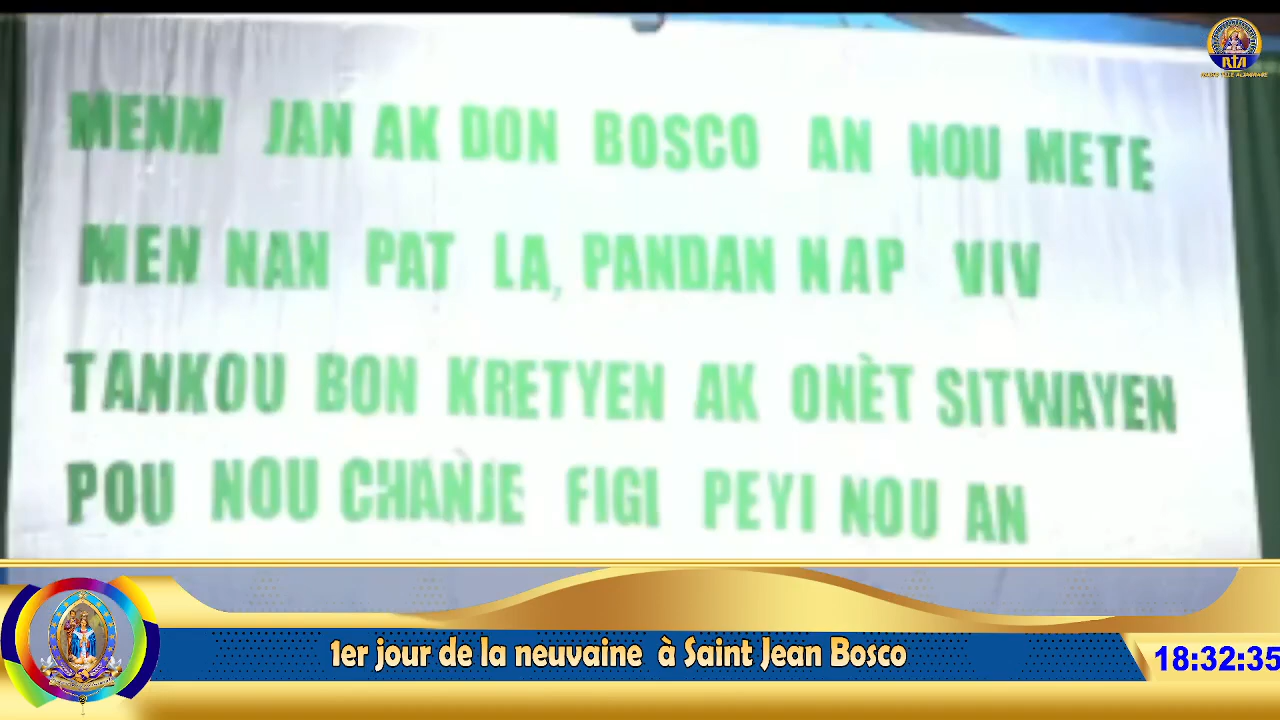 MENM JAN AK DON BOSCO AN NOU METE
MEN NAN PAT LA, PANDAN NAP VIV
TANKOU BON KRETYEN AK ONÈT SITWAYEN
POU NOU CHANJE FIGI PEYI NOU AN
RTA
1er jour de la neuvaine à Saint Jean Bosco
18:32:35